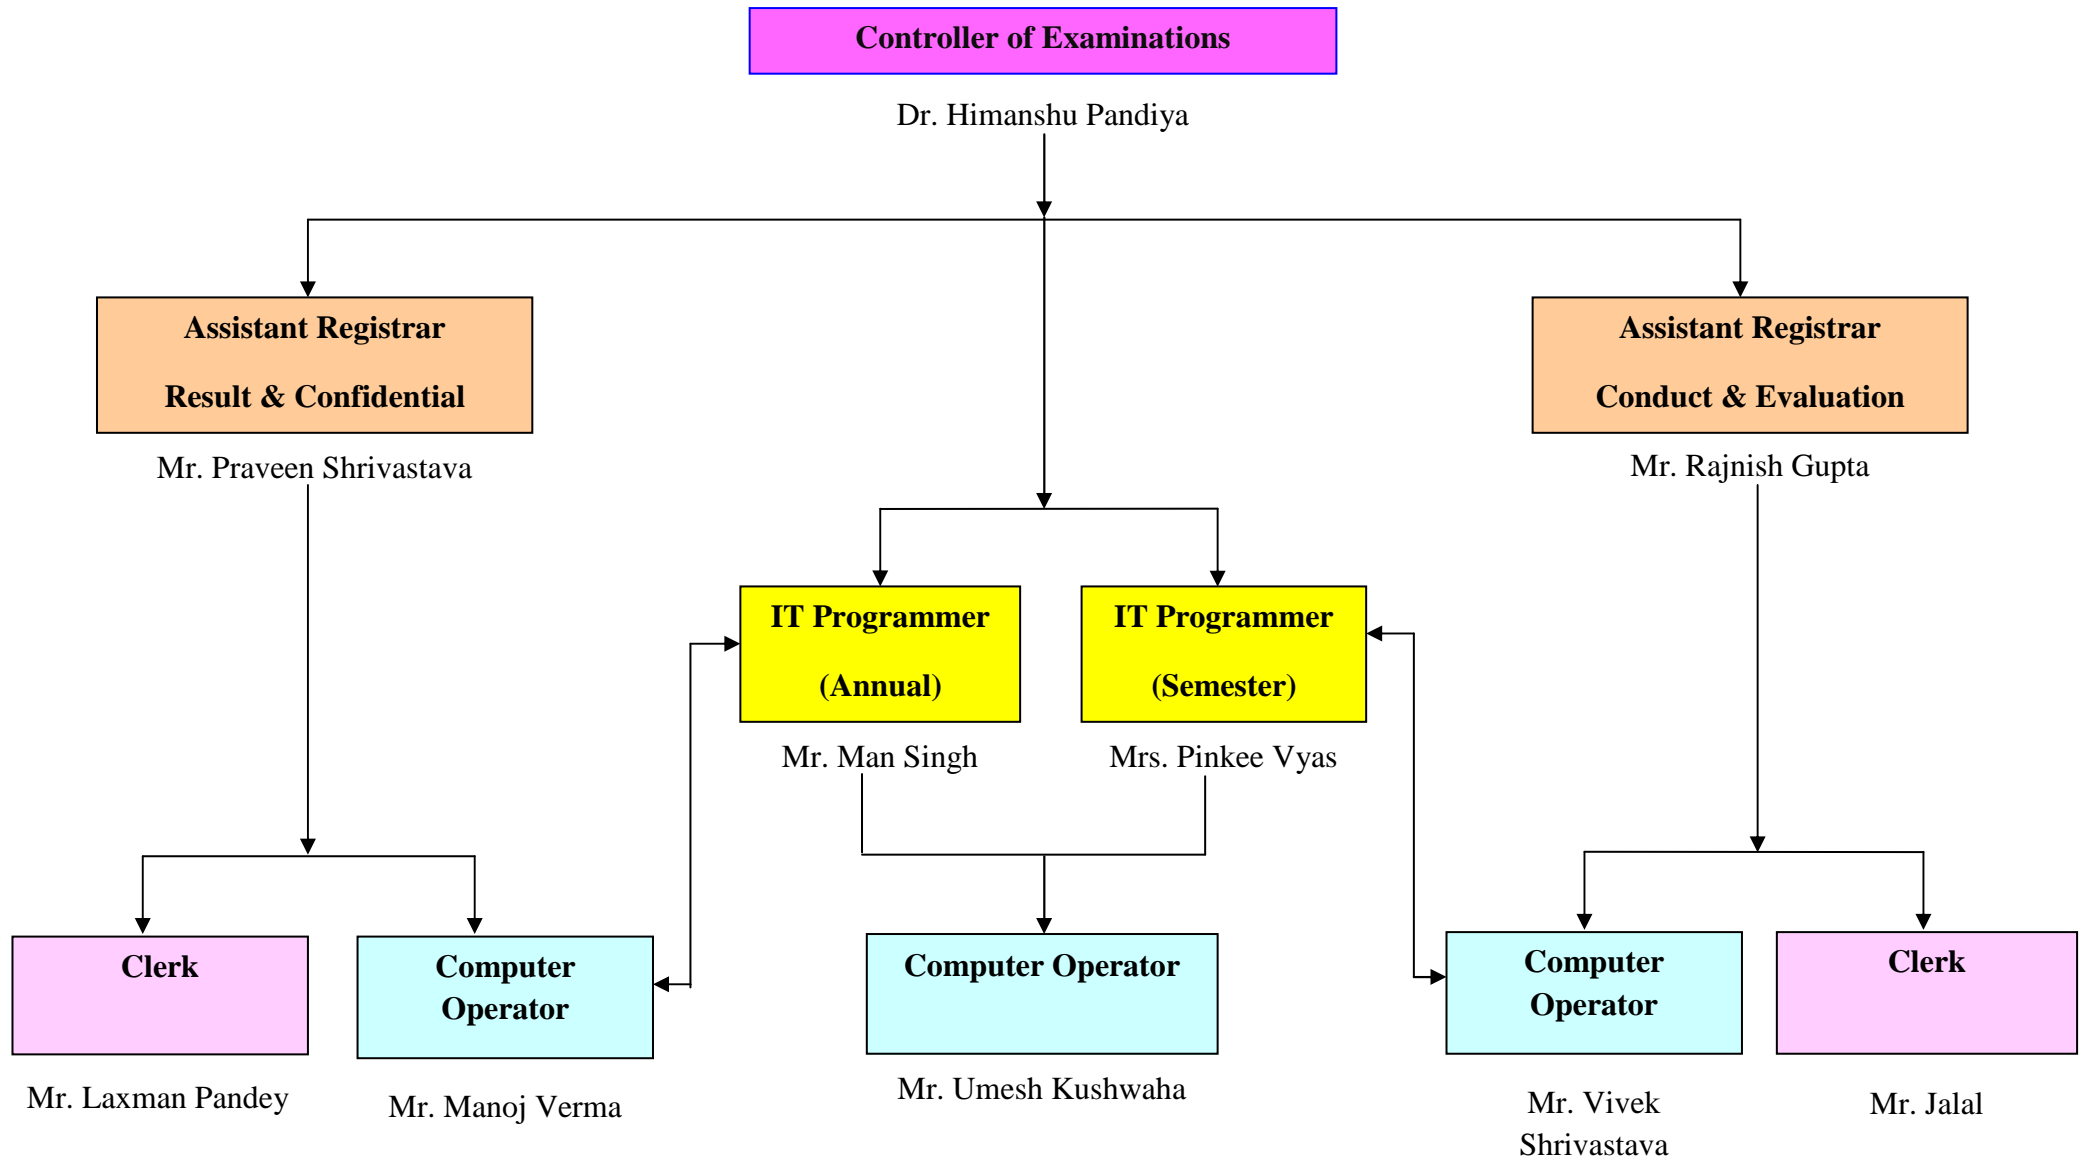 Controller of Examinations
Dr. Himanshu Pandiya
Assistant Registrar
Result & Confidential
Mr. Praveen Shrivastava
Assistant Registrar
Conduct & Evaluation
Mr. Rajnish Gupta
IT Programmer
(Annual)
Mr. Man Singh
IT Programmer
(Semester)
Mrs. Pinkee Vyas
Clerk
Mr. Laxman Pandey
Computer
Operator
Mr. Manoj Verma
Computer Operator
Mr. Umesh Kushwaha
Computer
Operator
Mr. Vivek
Shrivastava
Clerk
Mr. Jalal